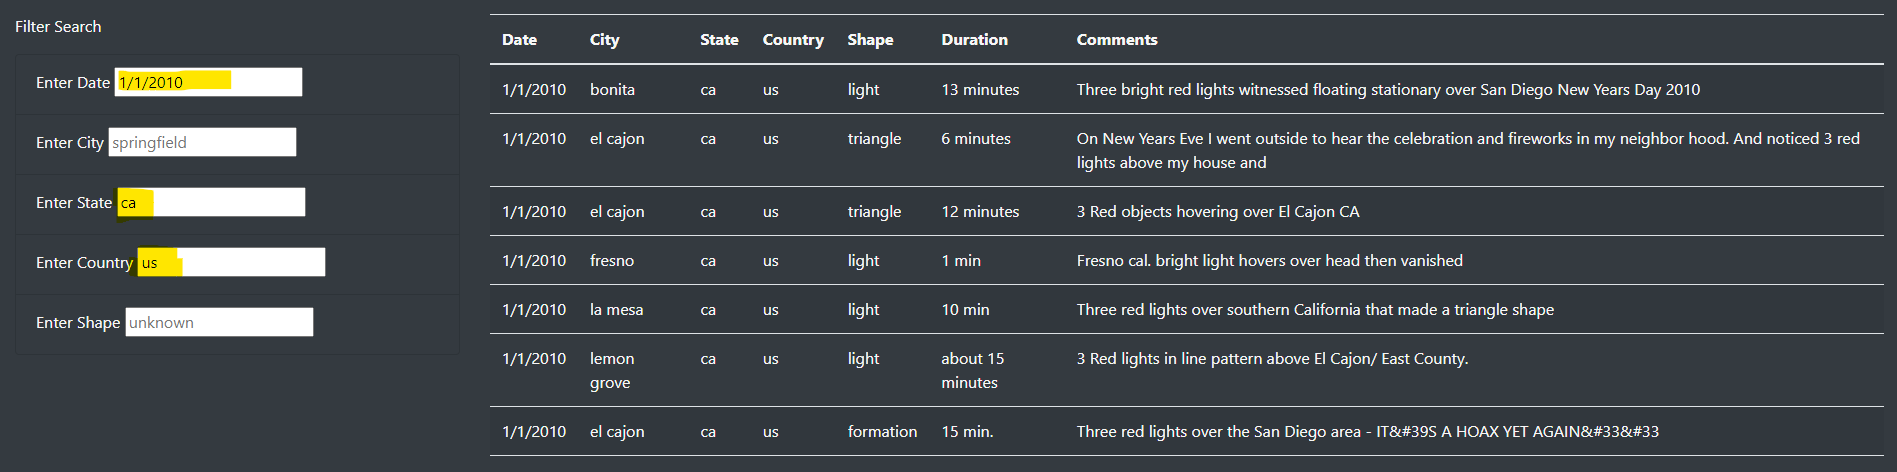 Filter Search
Enter Date 1/1/2010
Enter City springfield
Enter State ca
Enter Country us
Enter Shape unknown
Date City State Country Shape Duration Comments
1/1/2010 bonita ca us light 13 minutes Three bright red lights witnessed floating stationary over San Diego New Years Day 2010
1/1/2010 el cajon ca us triangle 6 minutes On New Years Eve I went outside to hear the celebration and fireworks in my neighbor hood. And noticed 3 red
lights above my house and
1/1/2010 el cajon ca us triangle 12 minutes 3 Red objects hovering over El Cajon CA
1/1/2010 fresno ca us light 1 min Fresno cal. bright light hovers over head then vanished
1/1/2010 la mesa ca us light 10 min Three red lights over southern California that made a triangle shape
1/1/2010 lemon ca us light about 15 3 Red lights in line pattern above El Cajon/ East County.
grove minutes
1/1/2010 el cajon ca us formation 15 min. Three red lights over the San Diego area - IT&#39S A HOAX YET AGAIN&#33&#33